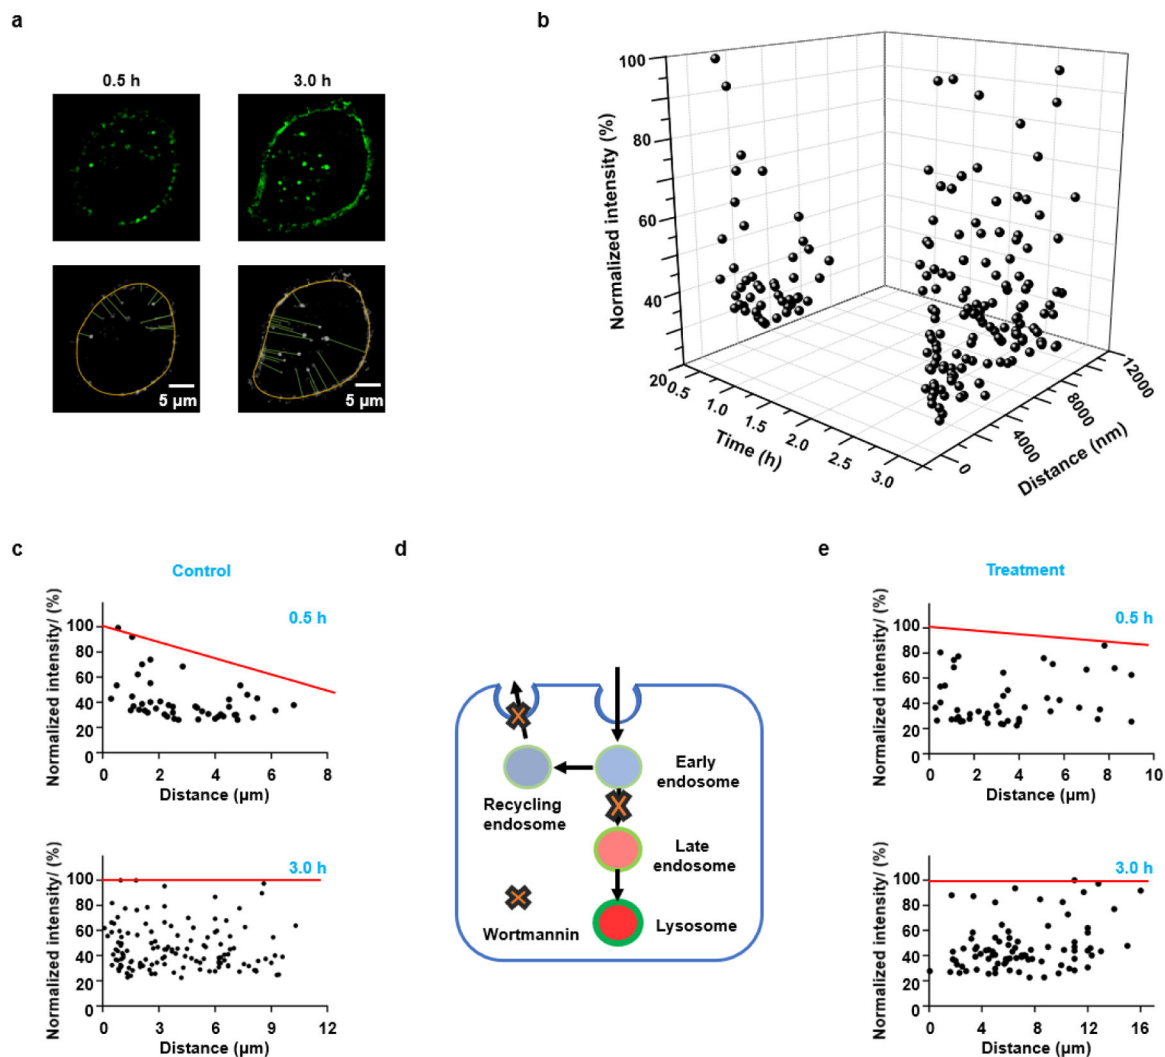 a
0.5 h
3.0 h
5 μm
5 μm
b
Normalized intensity (%)
100
80
60
40
20
0.5
1.0
1.5
2.0
2.5
3.0
Time (h)
0
4000
8000
12000
Distance (nm)
c
Control
Normalized intensity/ (%)
0.5 h
100
80
60
40
20
0
0 2 4 6 8
Distance (μm)
Normalized intensity/ (%)
3.0 h
100
80
60
40
20
0
0 3 6 9 12
Distance (μm)
d
Early
endosome
Recycling
endosome
Late
endosome
Wortmannin
Lysosome
e
Treatment
Normalized intensity/ (%)
0.5 h
100
80
60
40
20
0
0 2 4 6 8 10
Distance (μm)
Normalized intensity/ (%)
3.0 h
100
80
60
40
20
0
0 4 8 12 16
Distance (μm)